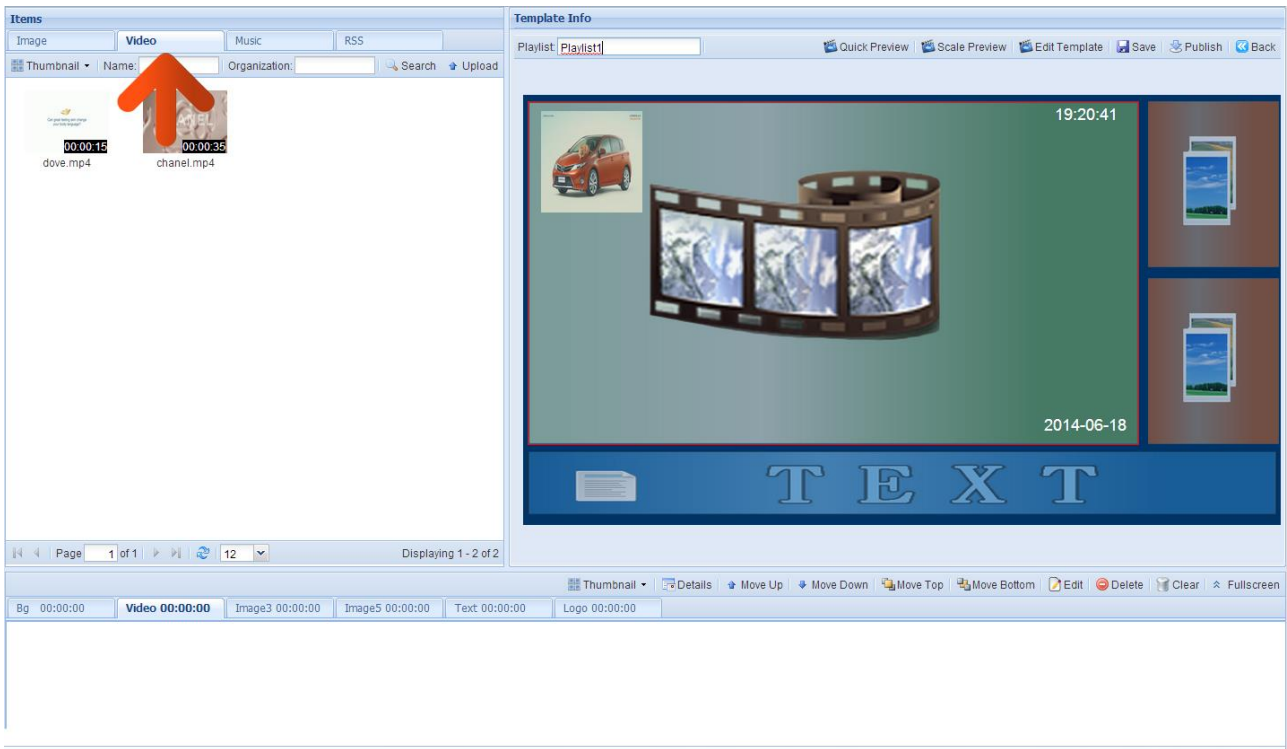 Items
Image Video Music RSS
Thumbnail Name: Organization: Search Upload
00:00:15
dove.mp4
00:00:35
chanel.mp4
Page 1 of 1 12 Displaying 1 - 2 of 2
Template Info
Playlist: Playlist1 Quick Preview Scale Preview Edit Template Save Publish Back
19:20:41
2014-06-18
TEXT
Thumbnail Details Move Up Move Down Move Top Move Bottom Edit Delete Clear Fullscreen
Bg 00:00:00 Video 00:00:00 Image3 00:00:00 Image5 00:00:00 Text 00:00:00 Logo 00:00:00